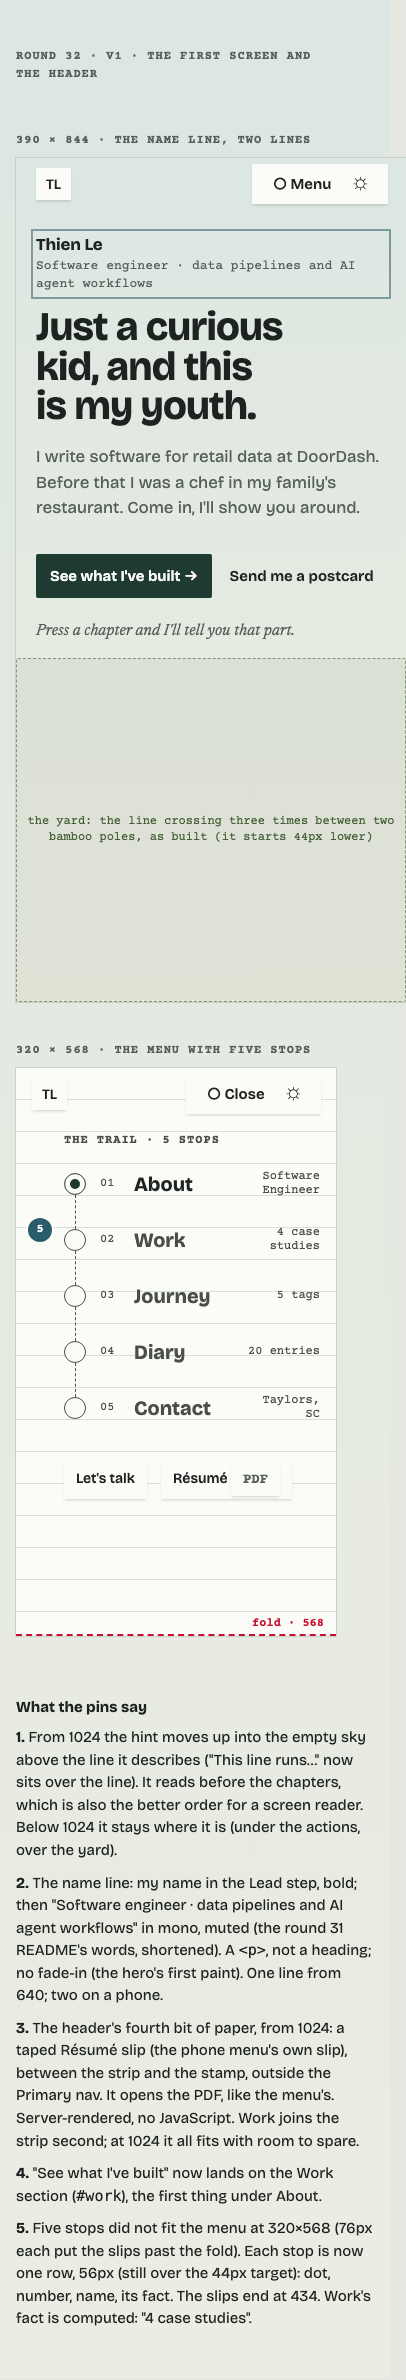 ROUND 32 · V1 · THE FIRST SCREEN AND
THE HEADER
390 × 844 · THE NAME LINE, TWO LINES
TL
Menu
Thien Le
Software engineer · data pipelines and AI
agent workflows
Just a curious
kid, and this
is my youth.
I write software for retail data at DoorDash.
Before that I was a chef in my family's
restaurant. Come in, I'll show you around.
See what I've built →
Send me a postcard
Press a chapter and I'll tell you that part.
the yard: the line crossing three times between two
bamboo poles, as built (it starts 44px lower)
320 × 568 · THE MENU WITH FIVE STOPS
TL
Close
THE TRAIL · 5 STOPS
01 About Software
Engineer
5
02 Work 4 case
studies
03 Journey 5 tags
04 Diary 20 entries
05 Contact Taylors,
SC
Let's talk
Résumé PDF
fold · 568
What the pins say
1. From 1024 the hint moves up into the empty sky
above the line it describes ("This line runs..." now
sits over the line). It reads before the chapters,
which is also the better order for a screen reader.
Below 1024 it stays where it is (under the actions,
over the yard).
2. The name line: my name in the Lead step, bold;
then "Software engineer · data pipelines and AI
agent workflows" in mono, muted (the round 31
README's words, shortened). A <p>, not a heading;
no fade-in (the hero's first paint). One line from
640; two on a phone.
3. The header's fourth bit of paper, from 1024: a
taped Résumé slip (the phone menu's own slip),
between the strip and the stamp, outside the
Primary nav. It opens the PDF, like the menu's.
Server-rendered, no JavaScript. Work joins the
strip second; at 1024 it all fits with room to spare.
4. "See what I've built" now lands on the Work
section (#work), the first thing under About.
5. Five stops did not fit the menu at 320×568 (76px
each put the slips past the fold). Each stop is now
one row, 56px (still over the 44px target): dot,
number, name, its fact. The slips end at 434. Work's
fact is computed: "4 case studies".